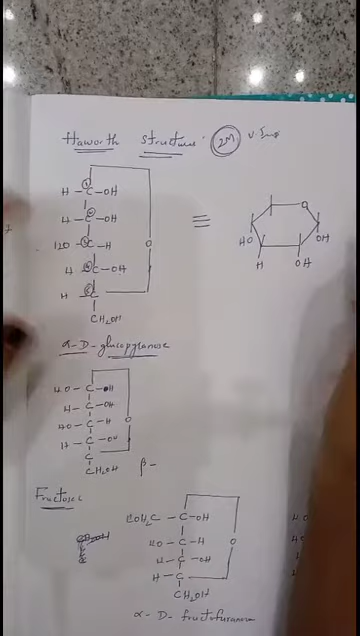 Haworth structure. 2M
H - C - OH
H - C - OH
HO - C - H
H C - OH
H - C
CH2OH
O
O
HO OH
H OH
α-D-glucopyranose
HO - C - H
H - C - OH
HO - C - H
H - C - OH
C
CH2OH
O
β -
Fructose
HOH2C - C - OH
HO - C - H
H - C - OH
H - C
CH2OH
O
HO
α-D-fructofuranose